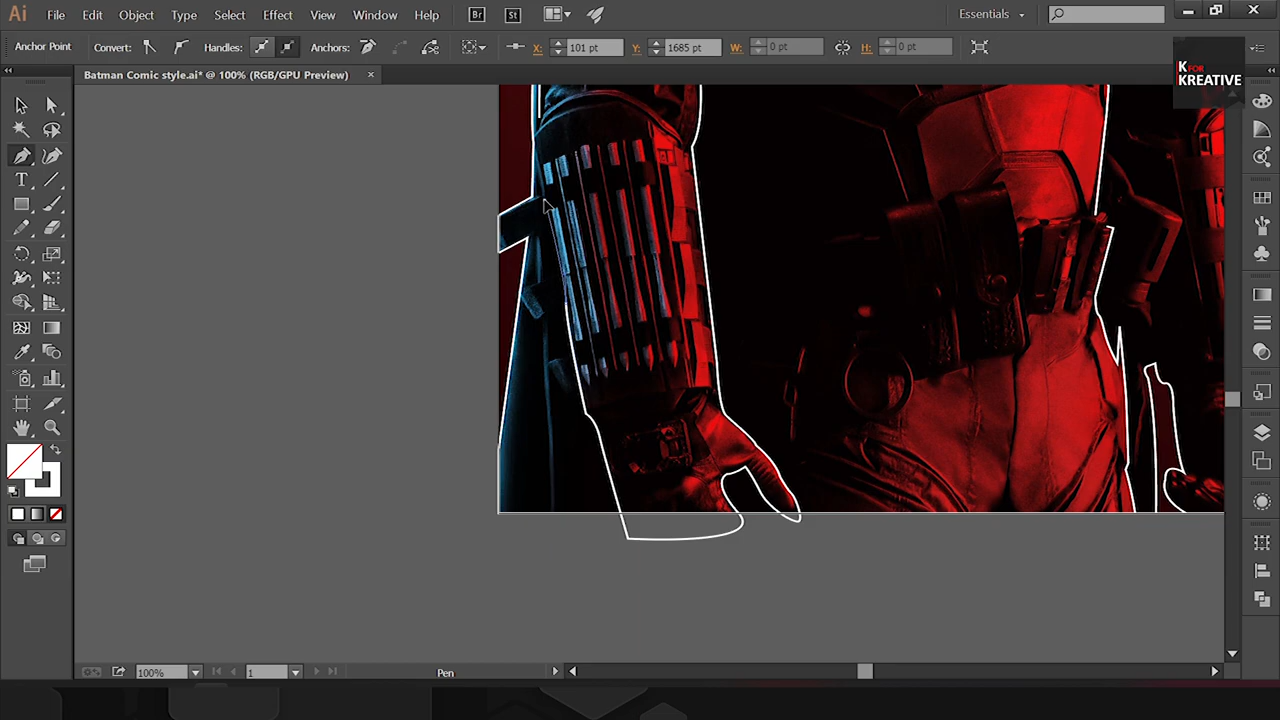 Ai File Edit Object Type Select Effect View Window Help Br St Essentials
Anchor Point Convert: Handles: Anchors: X: 101 pt Y: 1685 pt W: 0 pt H: 0 pt
K FOR
KREATIVE
Batman Comic style.ai* @ 100% (RGB/GPU Preview) ×
T
100% 1 Pen